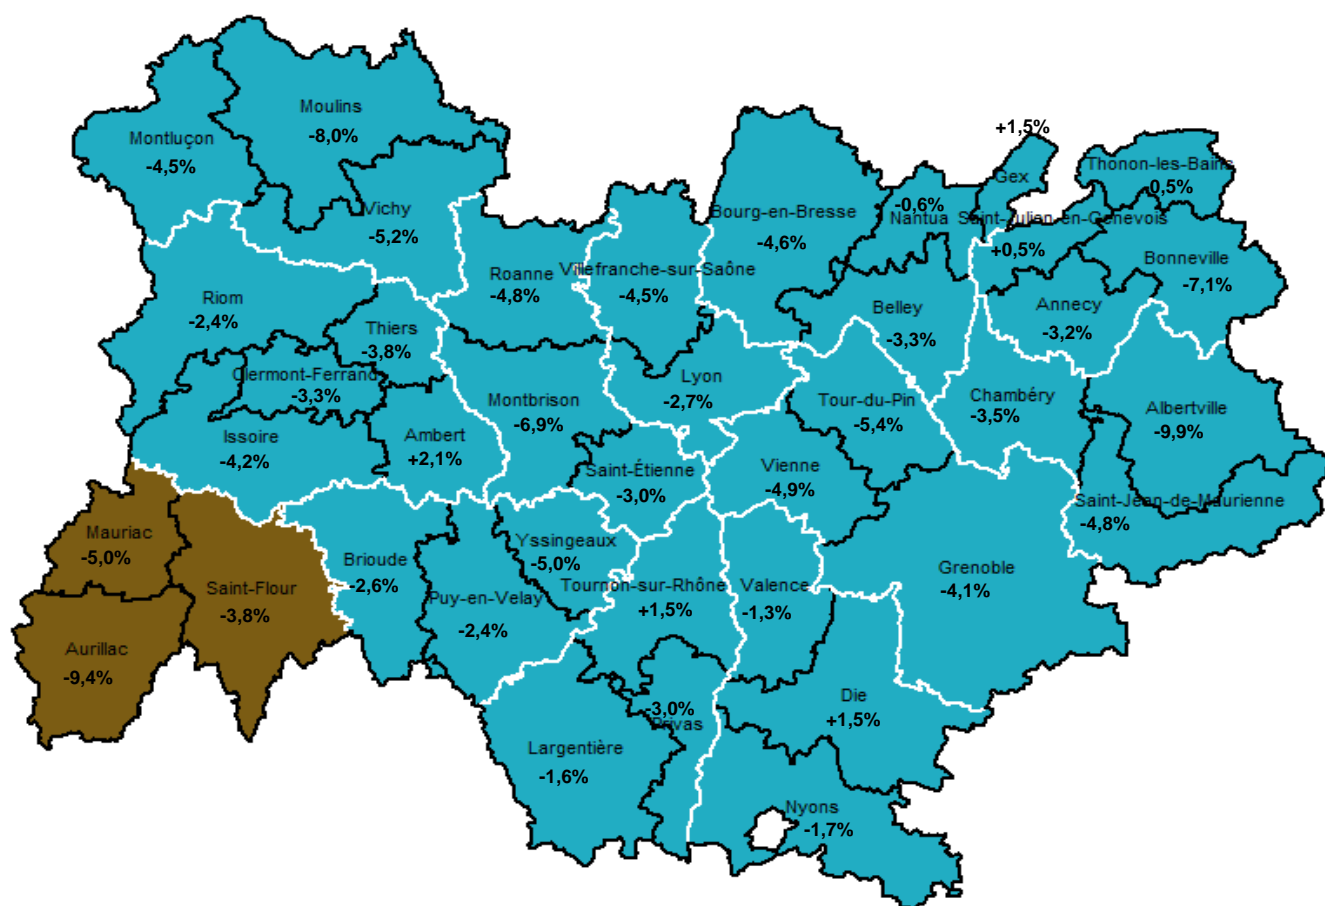 Moulins
-8,0%
Montluçon
-4,5%
+1,5%
Gex
Thonon-les-Bains
0,5%
Vichy
-5,2%
Bourg-en-Bresse
-4,6%
-0,6%
Nantua
Saint-Julien-en-Genevois
+0,5%
Bonneville
-7,1%
Roanne
-4,8%
Villefranche-sur-Saône
-4,5%
Riom
-2,4%
Belley
-3,3%
Annecy
-3,2%
Thiers
-3,8%
Clermont-Ferrand
-3,3%
Lyon
-2,7%
Montbrison
-6,9%
Tour-du-Pin
-5,4%
Chambéry
-3,5%
Albertville
-9,9%
Issoire
-4,2%
Ambert
+2,1%
Saint-Étienne
-3,0%
Vienne
-4,9%
Saint-Jean-de-Maurienne
-4,8%
Mauriac
-5,0%
Saint-Flour
-3,8%
Brioude
-2,6%
Yssingeaux
-5,0%
Puy-en-Velay
-2,4%
Tournon-sur-Rhône
+1,5%
Valence
-1,3%
Grenoble
-4,1%
Aurillac
-9,4%
-3,0%
Privas
Die
+1,5%
Largentière
-1,6%
Nyons
-1,7%